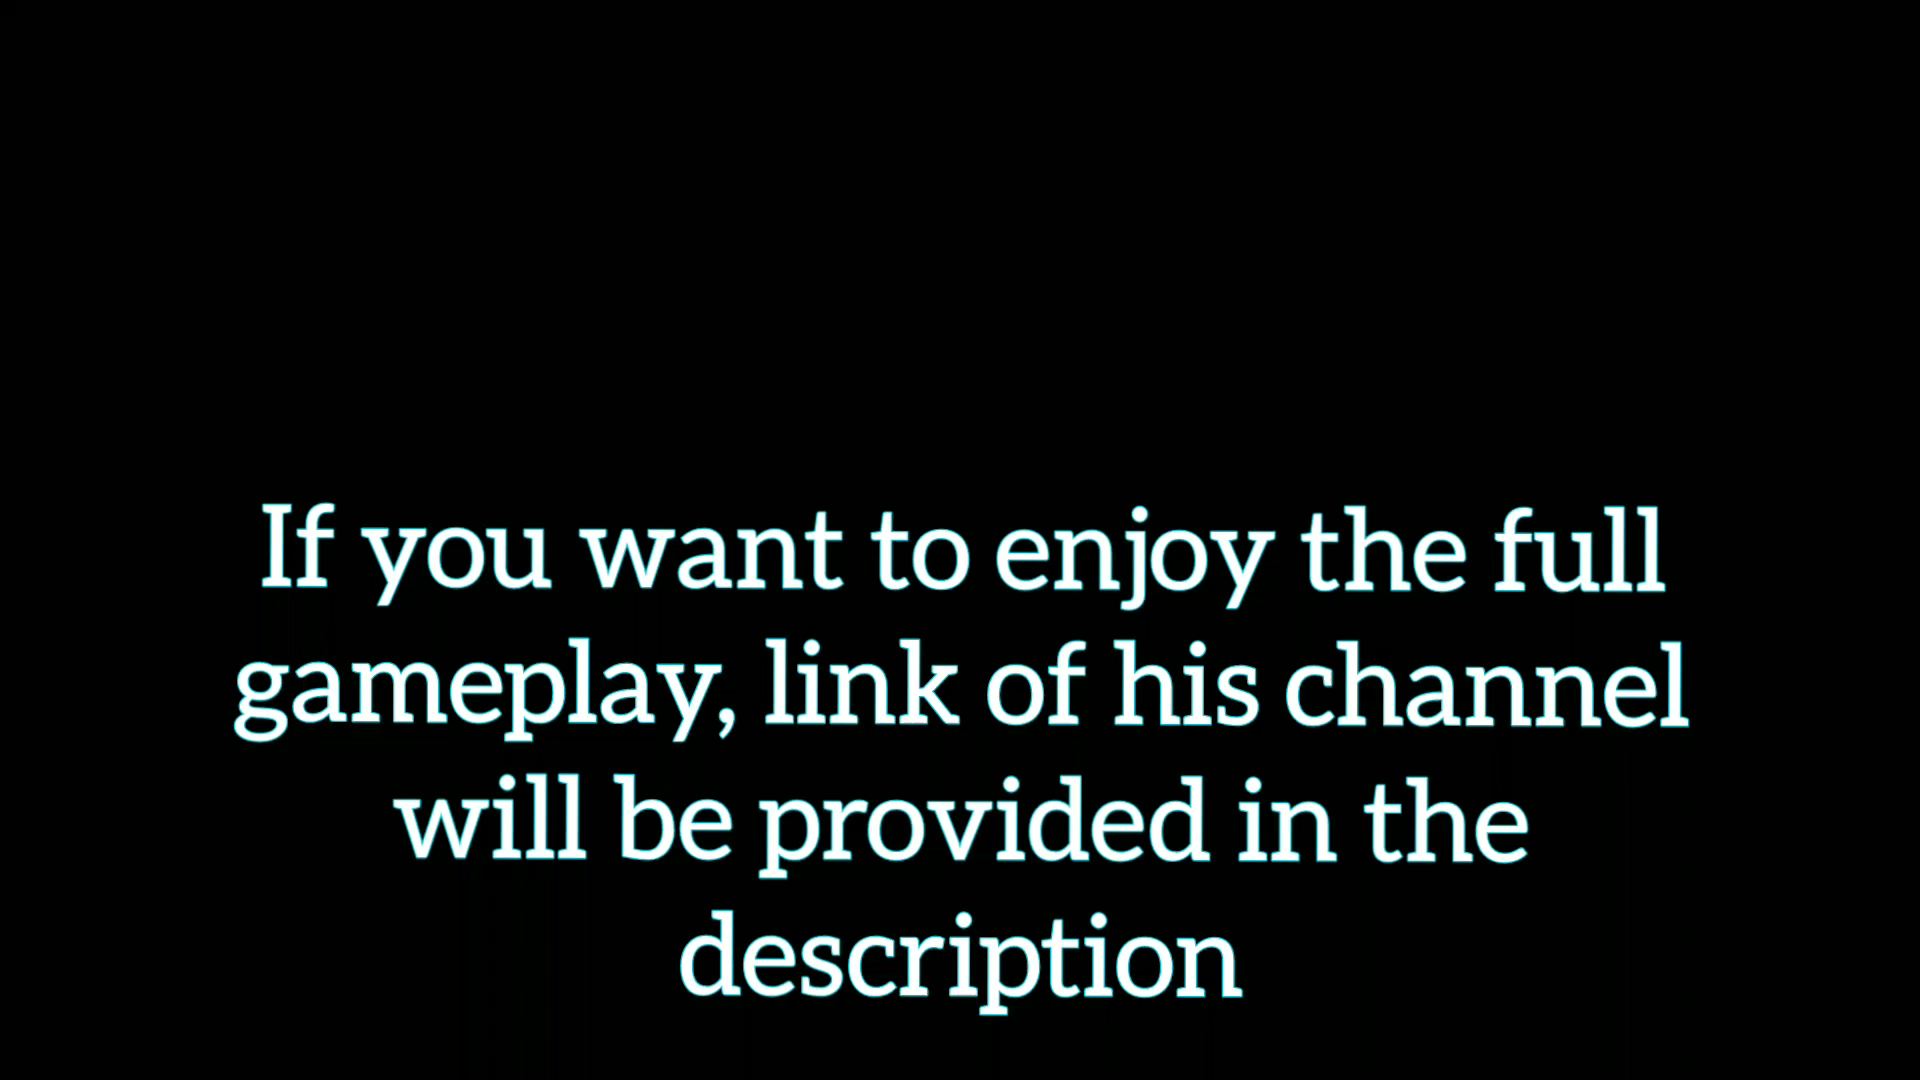 If you want to enjoy the full
gameplay, link of his channel
will be provided in the
description